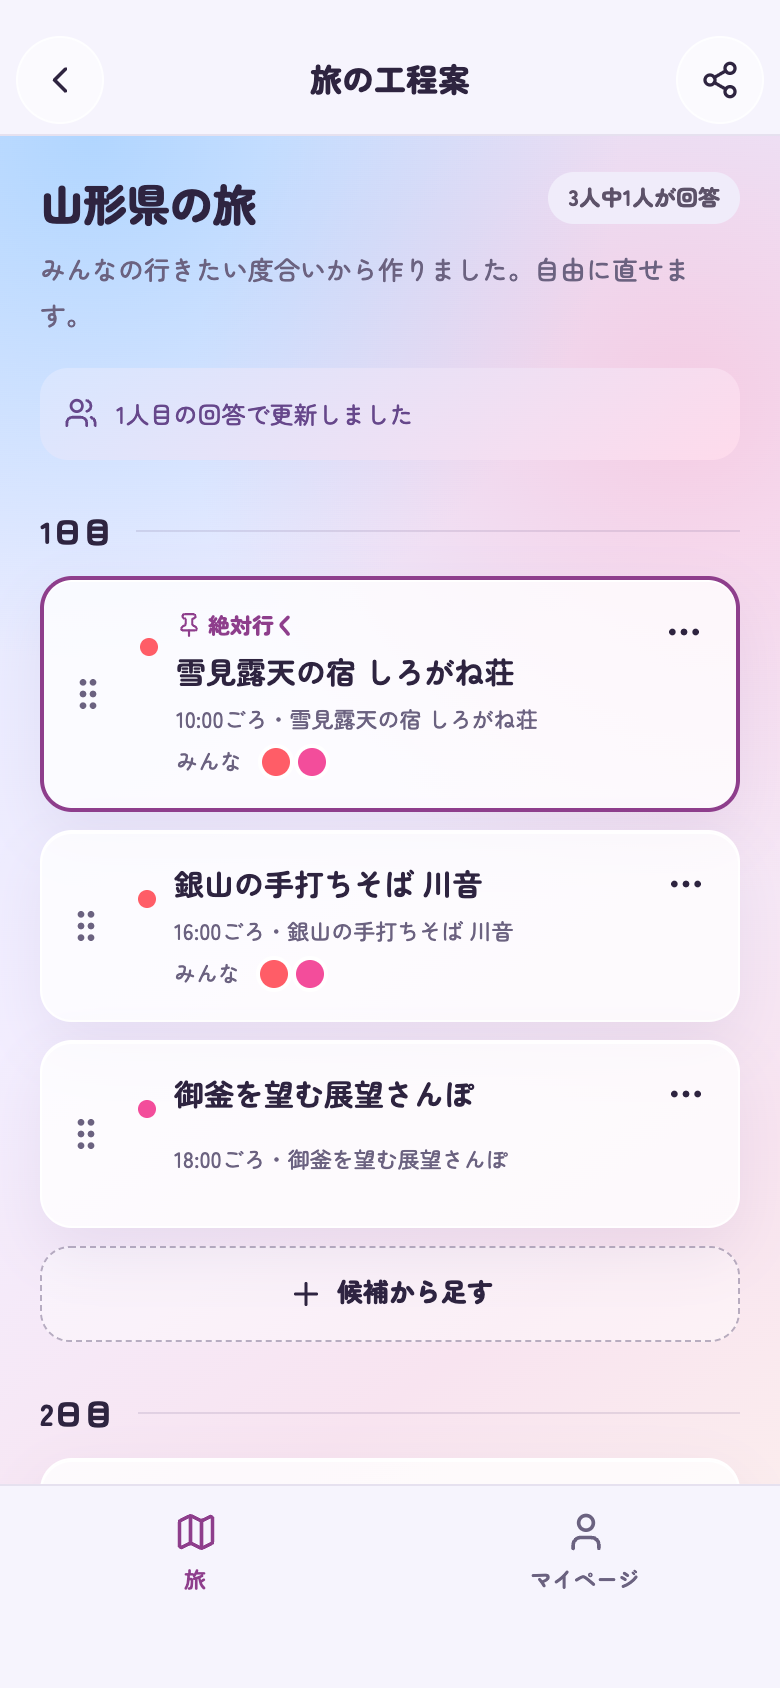 旅の工程案
山形県の旅
3人中1人が回答
みんなの行きたい度合いから作りました。自由に直せま
す。
1人目の回答で更新しました
1日目
絶対行く
雪見露天の宿 しろがね荘
10:00ごろ・雪見露天の宿 しろがね荘
みんな
銀山の手打ちそば 川音
16:00ごろ・銀山の手打ちそば 川音
みんな
御釜を望む展望さんぽ
18:00ごろ・御釜を望む展望さんぽ
候補から足す
2日目
旅
マイページ